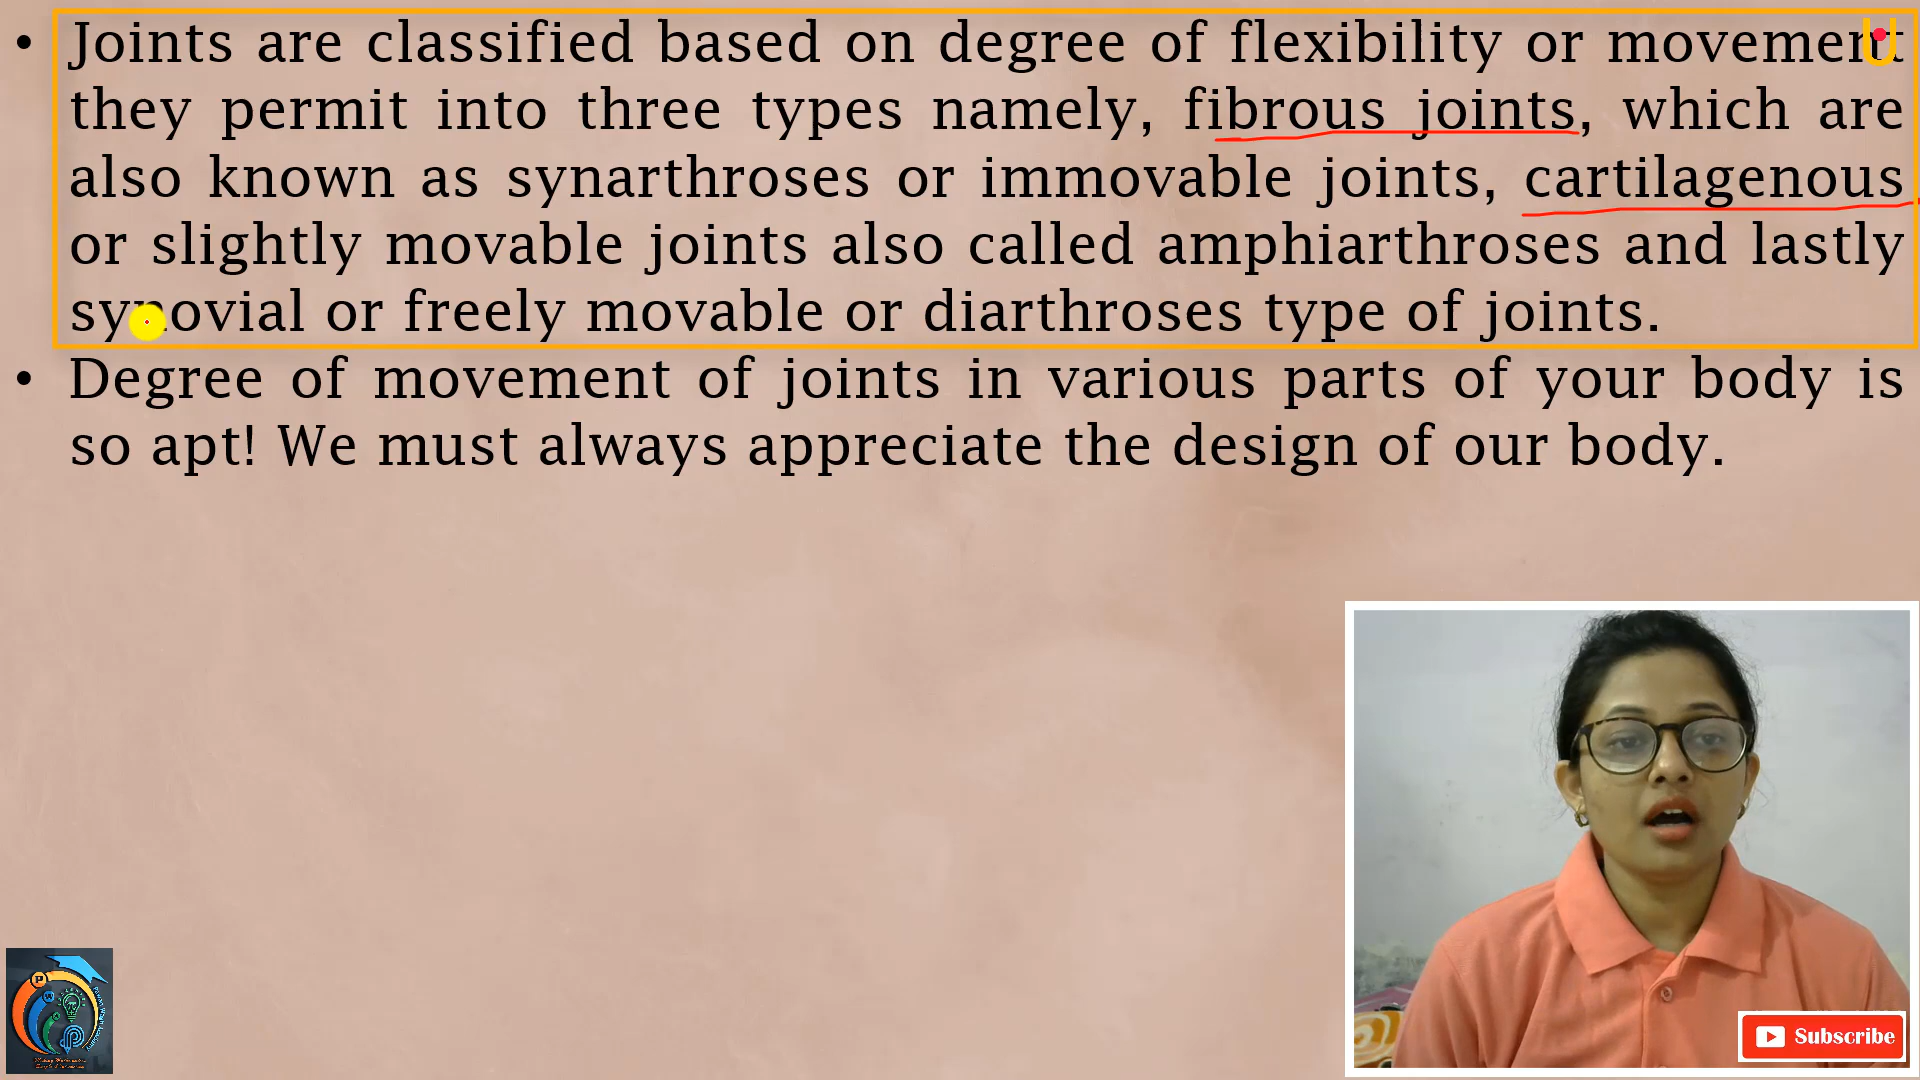 • Joints are classified based on degree of flexibility or movement
they permit into three types namely, fibrous joints, which are
also known as synarthroses or immovable joints, cartilagenous
or slightly movable joints also called amphiarthroses and lastly
synovial or freely movable or diarthroses type of joints.
• Degree of movement of joints in various parts of your body is
so apt! We must always appreciate the design of our body.
Subscribe